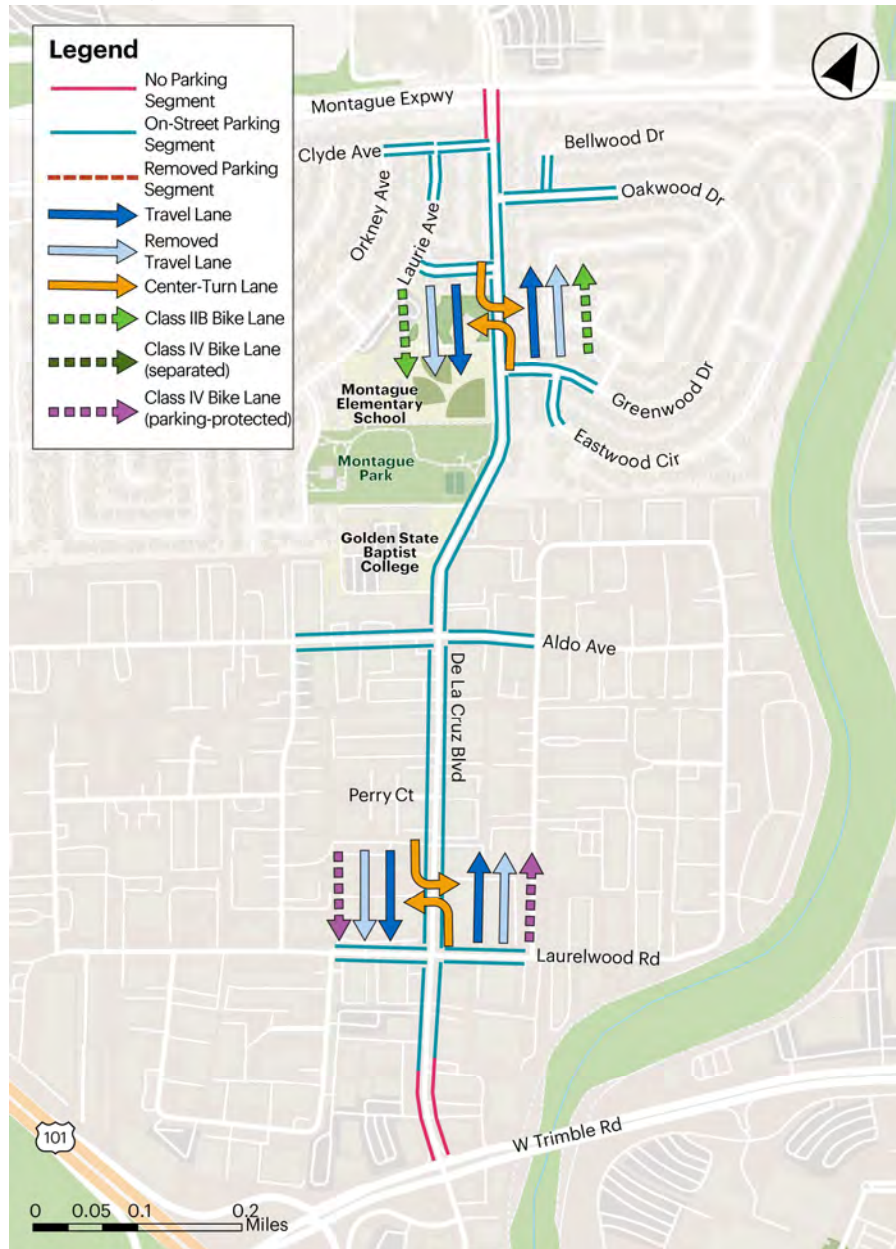 Legend
No Parking
Segment
On-Street Parking
Segment
Removed Parking
Segment
Travel Lane
Removed
Travel Lane
Center-Turn Lane
Class IIB Bike Lane
Class IV Bike Lane
(separated)
Class IV Bike Lane
(parking-protected)
Montague Expwy
Clyde Ave
Bellwood Dr
Oakwood Dr
Orkney Ave
Laurie Ave
Montague
Elementary
School
Greenwood Dr
Eastwood Cir
Montague
Park
Golden State
Baptist
College
Aldo Ave
De La Cruz Blvd
Perry Ct
Laurelwood Rd
W Trimble Rd
101
0 0.05 0.1 0.2
Miles